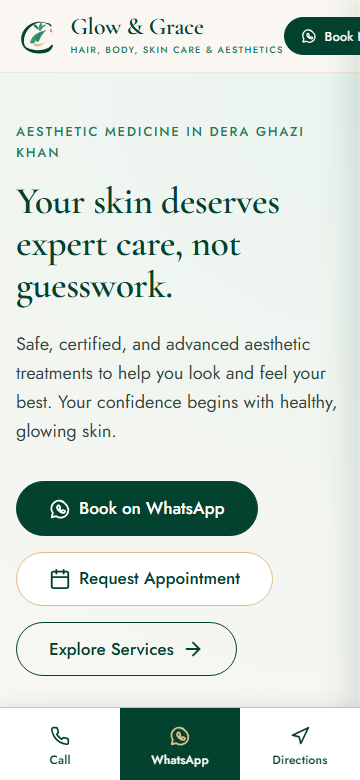 Glow & Grace
HAIR, BODY, SKIN CARE & AESTHETICS
Book
AESTHETIC MEDICINE IN DERA GHAZI
KHAN
Your skin deserves
expert care, not
guesswork.
Safe, certified, and advanced aesthetic
treatments to help you look and feel your
best. Your confidence begins with healthy,
glowing skin.
Book on WhatsApp
Request Appointment
Explore Services
Call
WhatsApp
Directions